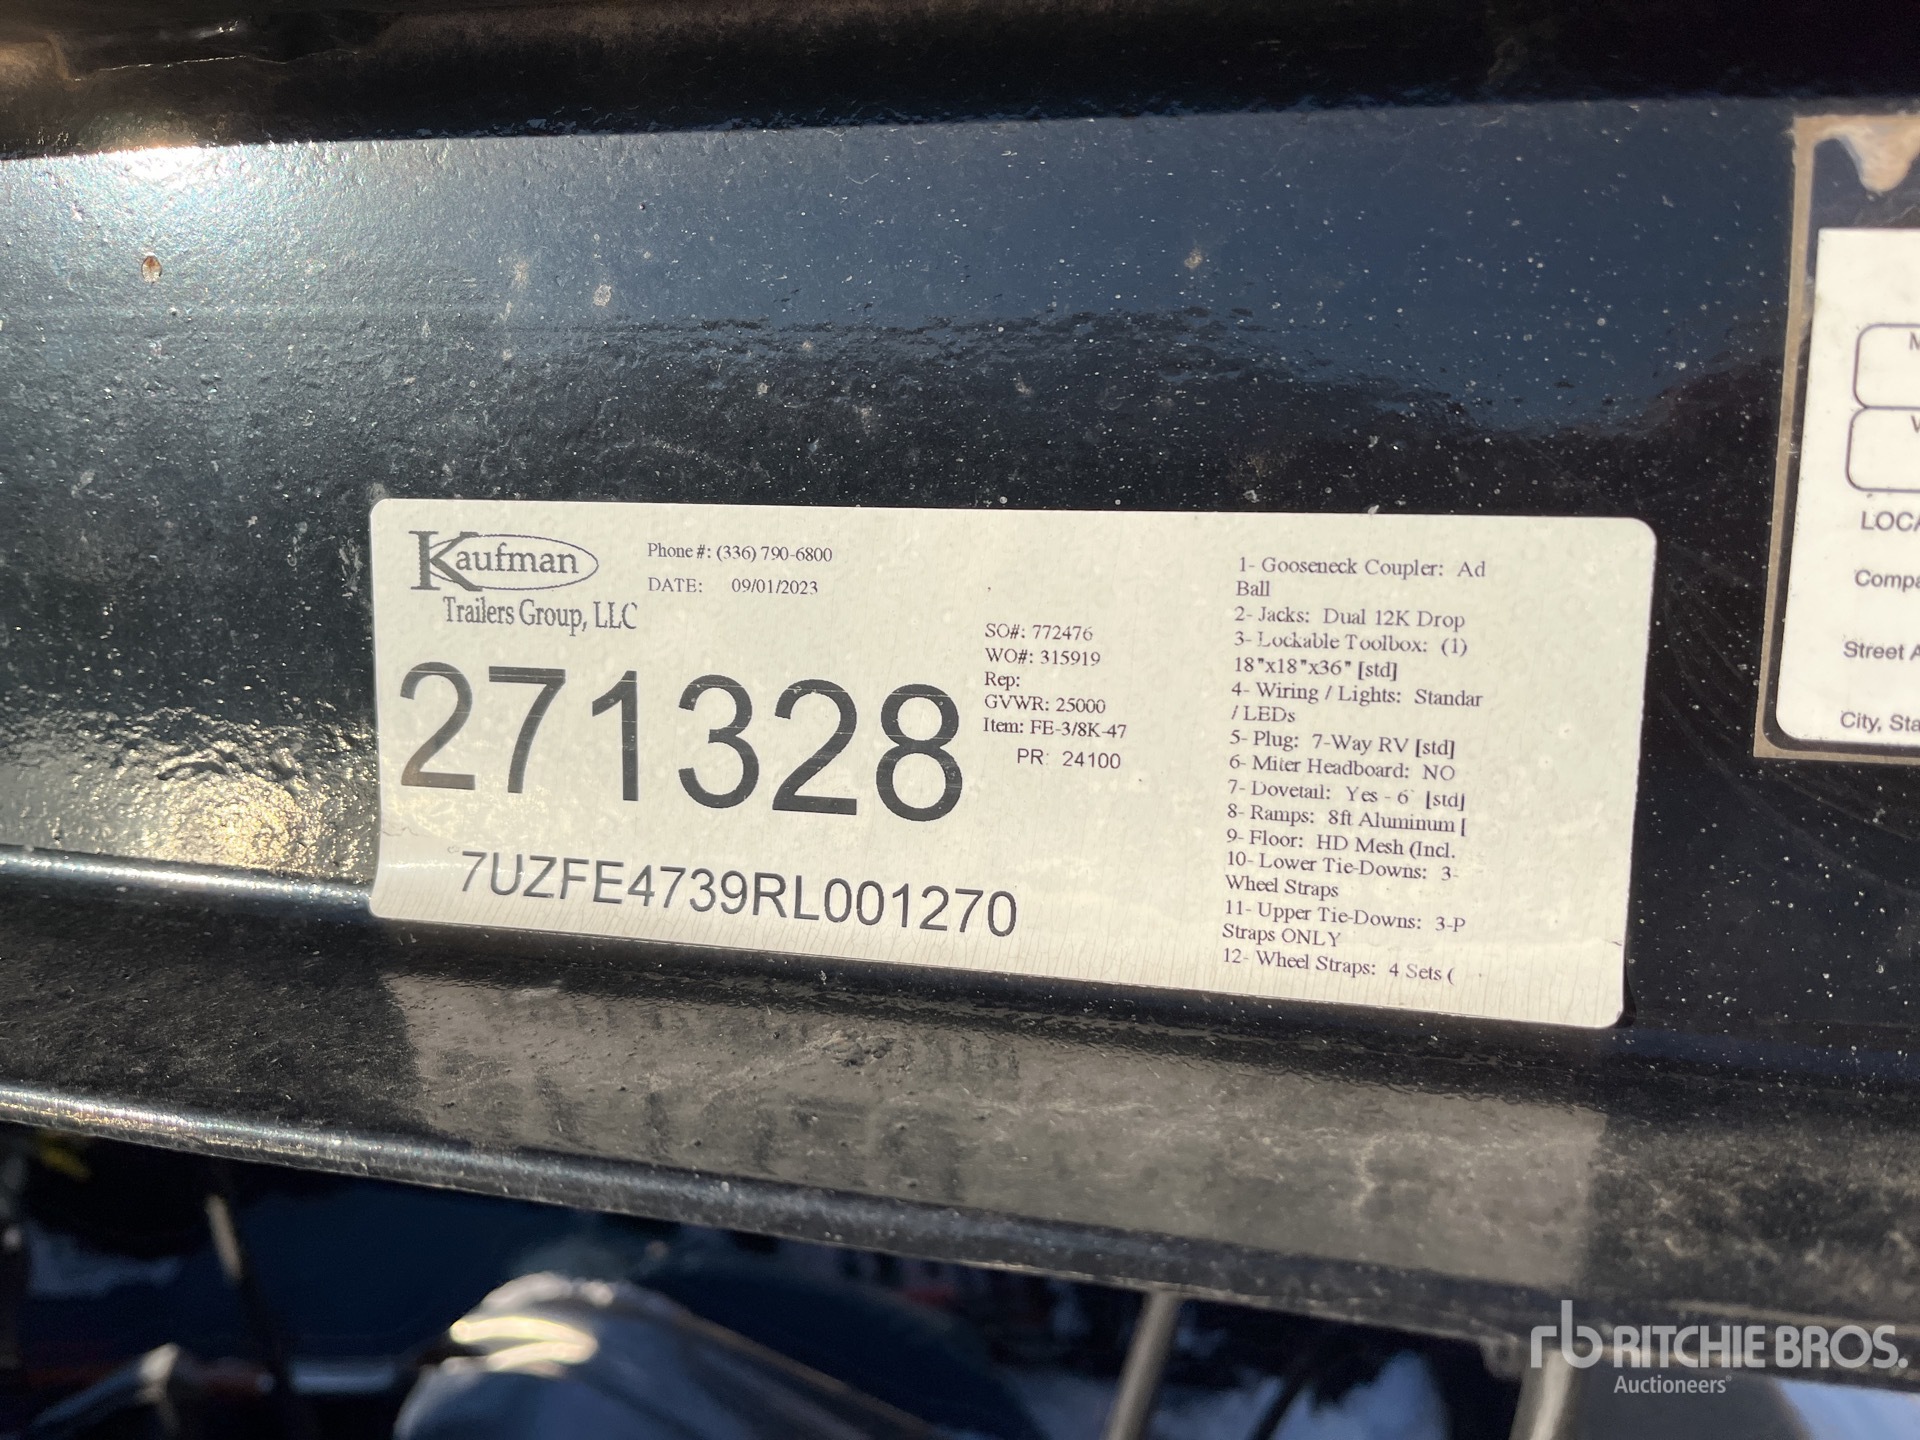 Kaufman
Trailers Group, LLC
Phone #: (336) 790-6800
DATE: 09/01/2023
271328
7UZFE4739RL001270
SO#: 772476
WO#: 315919
Rep:
GVWR: 25000
Item: FE-3/8K-47
PR: 24100
1- Gooseneck Coupler: Ad
Ball
2- Jacks: Dual 12K Drop
3- Lockable Toolbox: (1)
18"x18"x36" [std]
4- Wiring / Lights: Standar
/ LEDs
5- Plug: 7-Way RV [std]
6- Miter Headboard: NO
7- Dovetail: Yes - 6' [std]
8- Ramps: 8ft Aluminum [
9- Floor: HD Mesh (Incl.
10- Lower Tie-Downs: 3-
Wheel Straps
11- Upper Tie-Downs: 3-P
Straps ONLY
12- Wheel Straps: 4 Sets (
M
V
LOCA
Compa
Street A
City, Sta
rb RITCHIE BROS.
Auctioneers